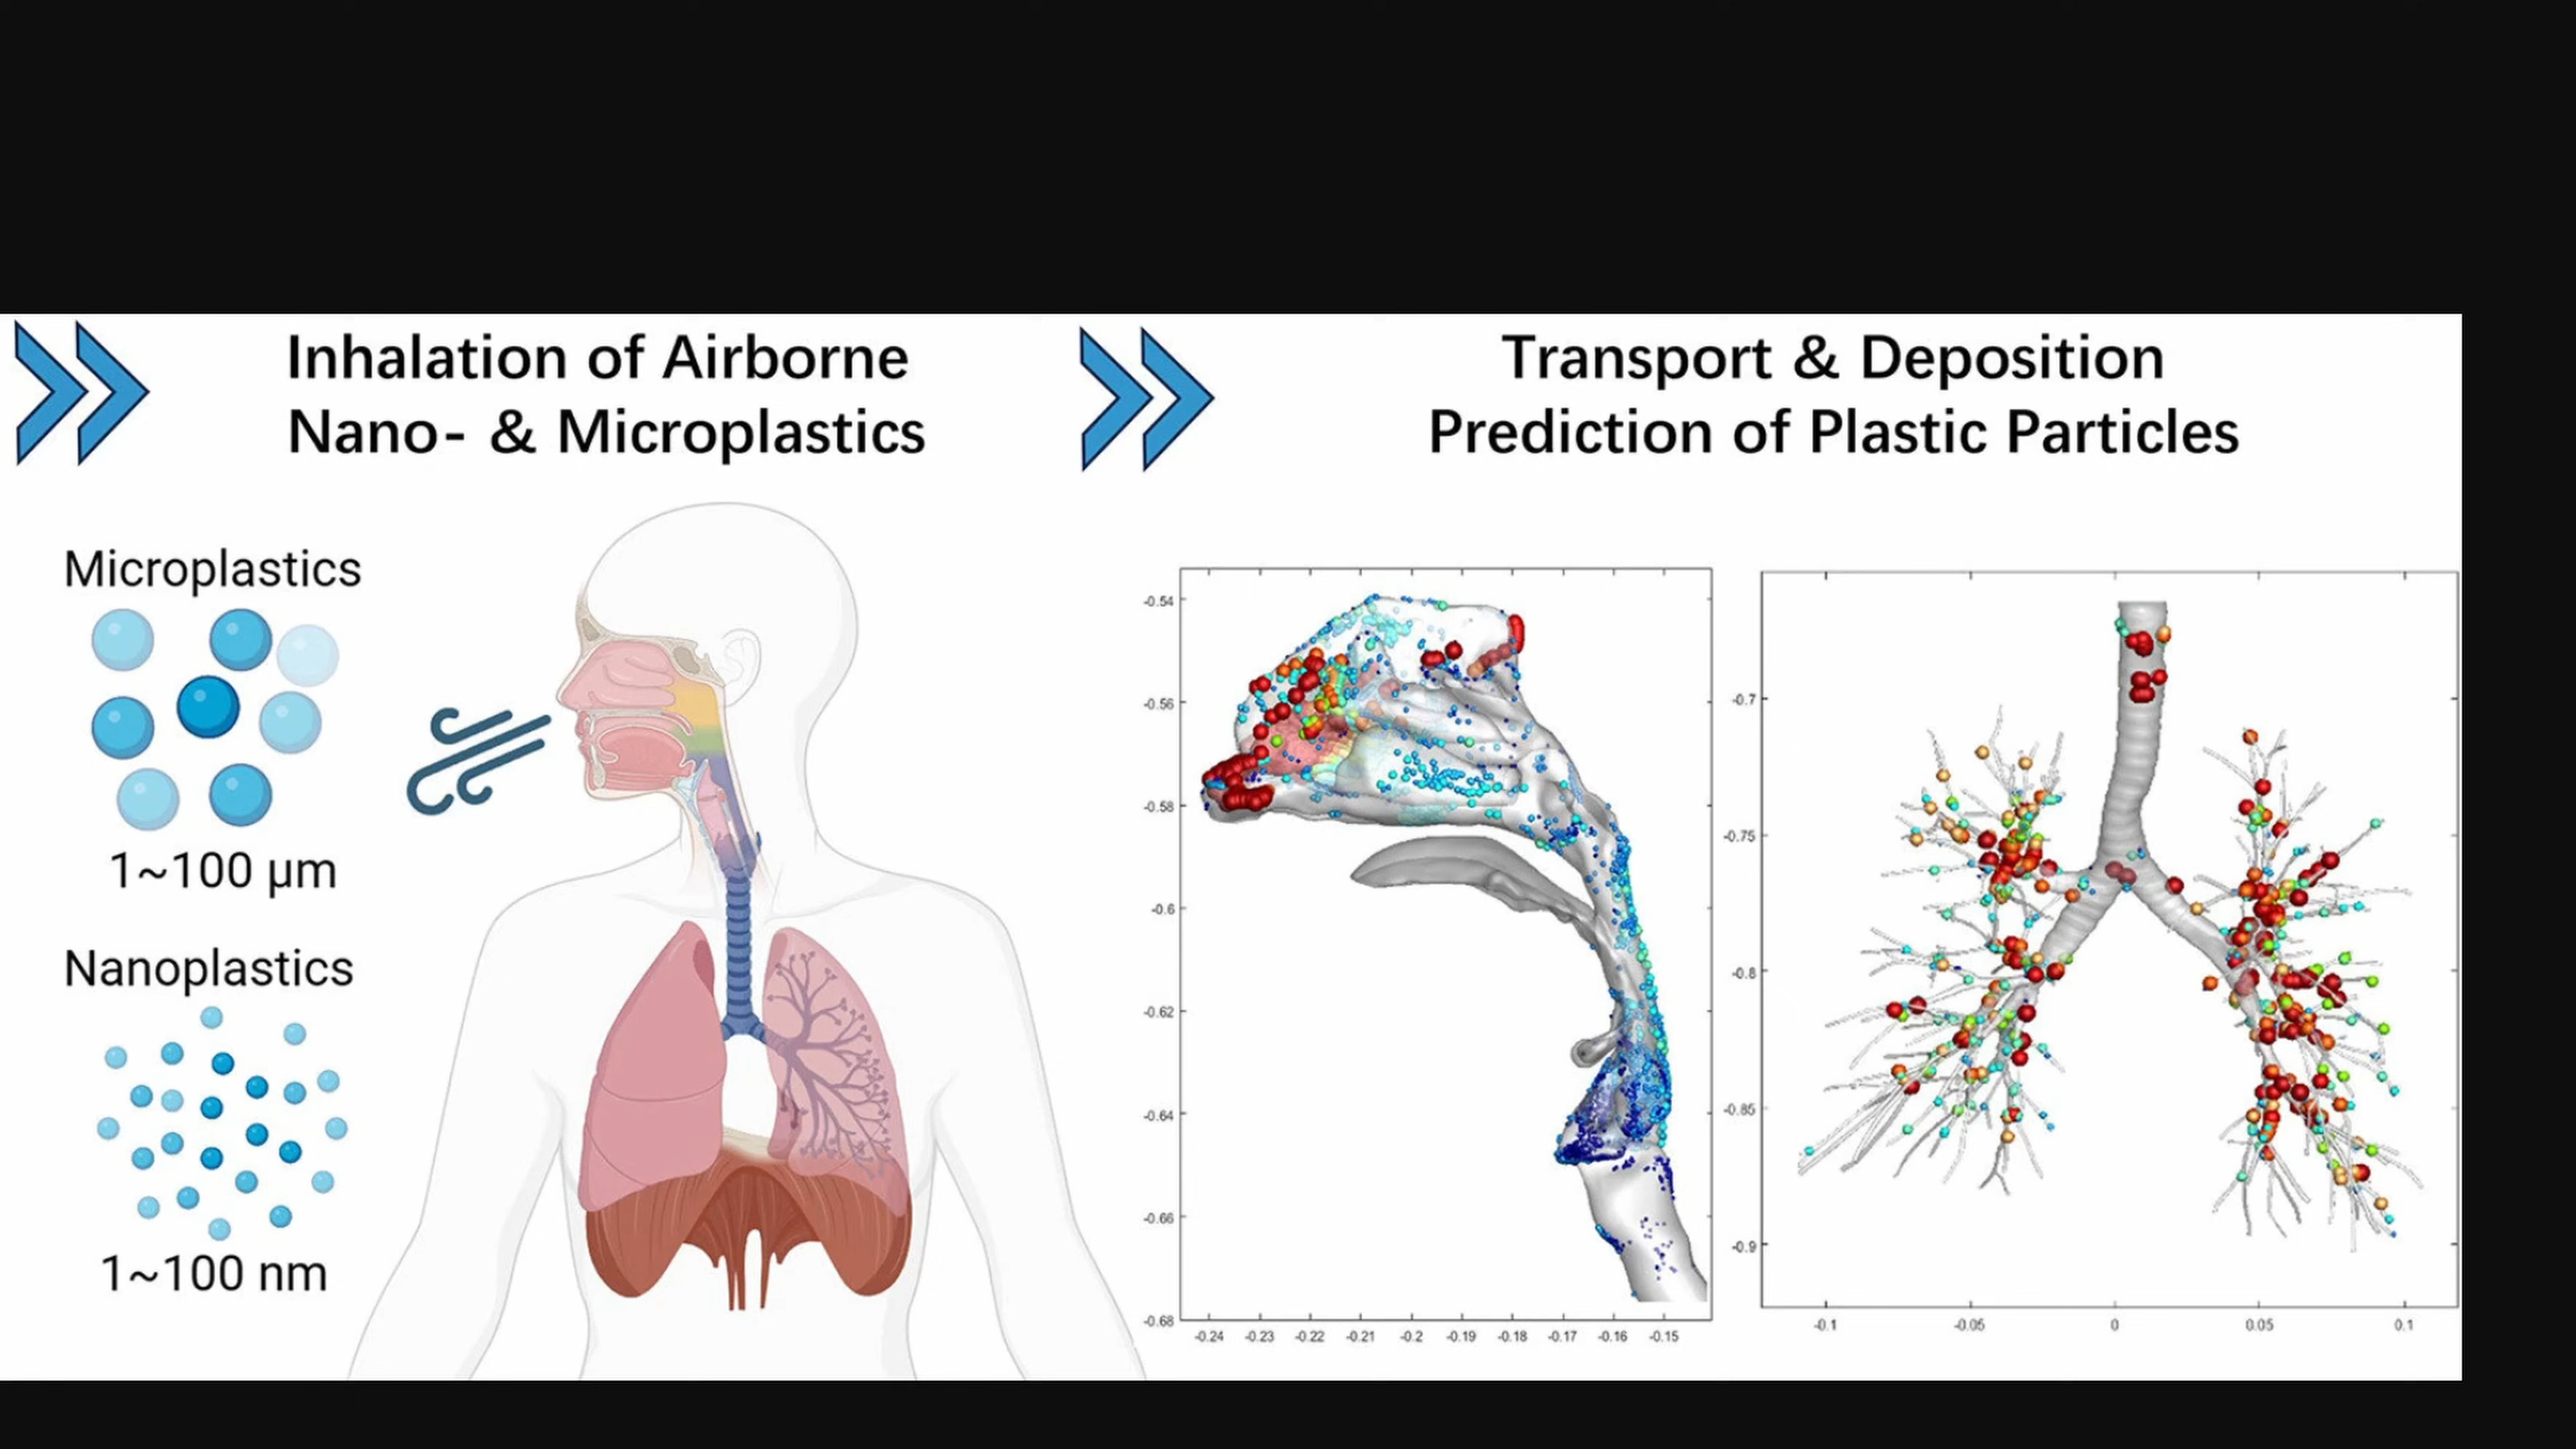 Inhalation of Airborne
Nano- & Microplastics
Transport & Deposition
Prediction of Plastic Particles
Microplastics
1~100 μm
Nanoplastics
1~100 nm
-0.54
-0.56
-0.58
-0.6
-0.62
-0.64
-0.66
-0.68
-0.24 -0.23 -0.22 -0.21 -0.2 -0.19 -0.18 -0.17 -0.16 -0.15
-0.7
-0.75
-0.8
-0.85
-0.9
-0.1 -0.05 0 0.05 0.1